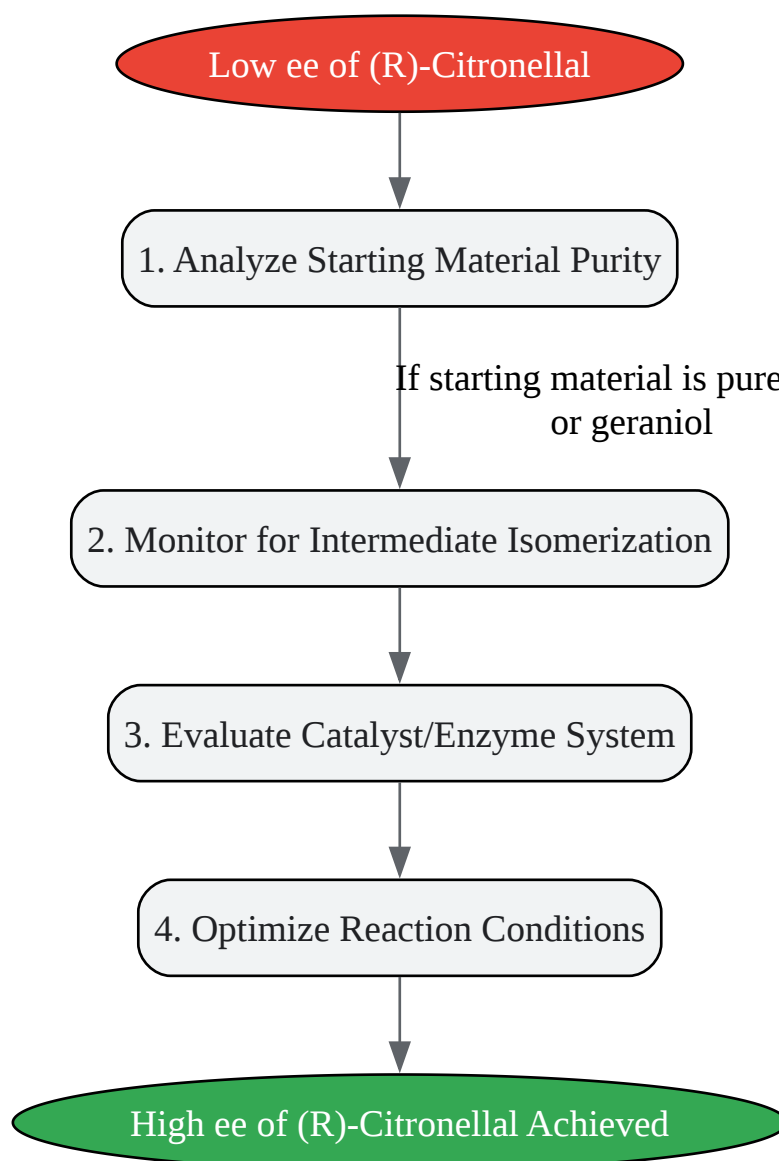 Low ee of (R)-Citronellal
1. Analyze Starting Material Purity
If starting material is pure
or geraniol
2. Monitor for Intermediate Isomerization
3. Evaluate Catalyst/Enzyme System
4. Optimize Reaction Conditions
High ee of (R)-Citronellal Achieved